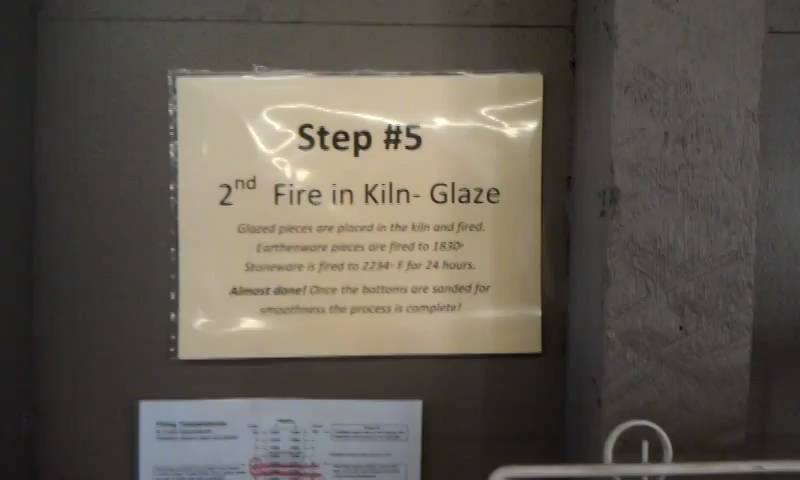 Step #5
2nd Fire in Kiln- Glaze
Glazed pieces are placed in the kiln and fired.
Earthenware pieces are fired to 1830°
Stoneware is fired to 2234° F for 24 hours.
Almost done! Once the bottoms are sanded for
smoothness the process is complete!